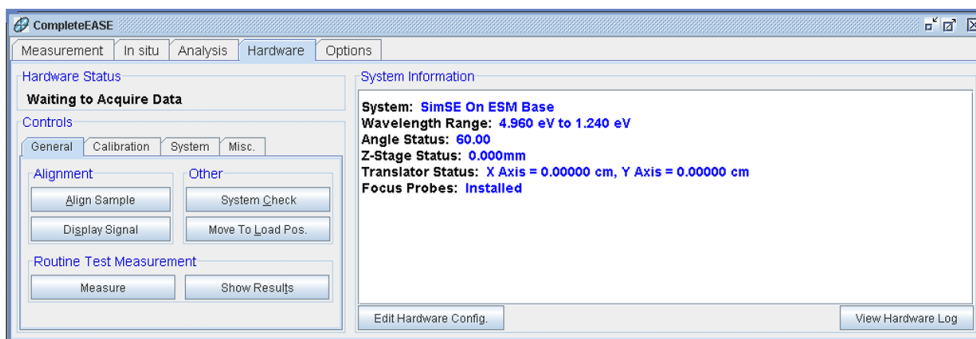 CompleteEASE
Measurement In situ Analysis Hardware Options
Hardware Status
Waiting to Acquire Data
Controls
General Calibration System Misc.
Alignment Other
Align Sample System Check
Display Signal Move To Load Pos.
Routine Test Measurement
Measure Show Results
System Information
System: SimSE On ESM Base
Wavelength Range: 4.960 eV to 1.240 eV
Angle Status: 60.00
Z-Stage Status: 0.000mm
Translator Status: X Axis = 0.00000 cm, Y Axis = 0.00000 cm
Focus Probes: Installed
Edit Hardware Config. View Hardware Log